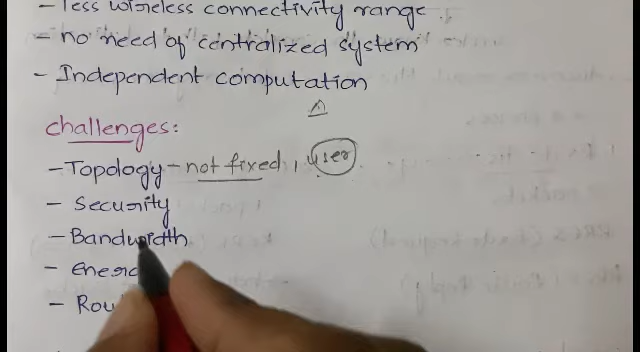 - less wireless connectivity range.
- no need of centralized system
- Independent computation
challenges:
- Topology - not fixed, user
- Security
- Bandwidth